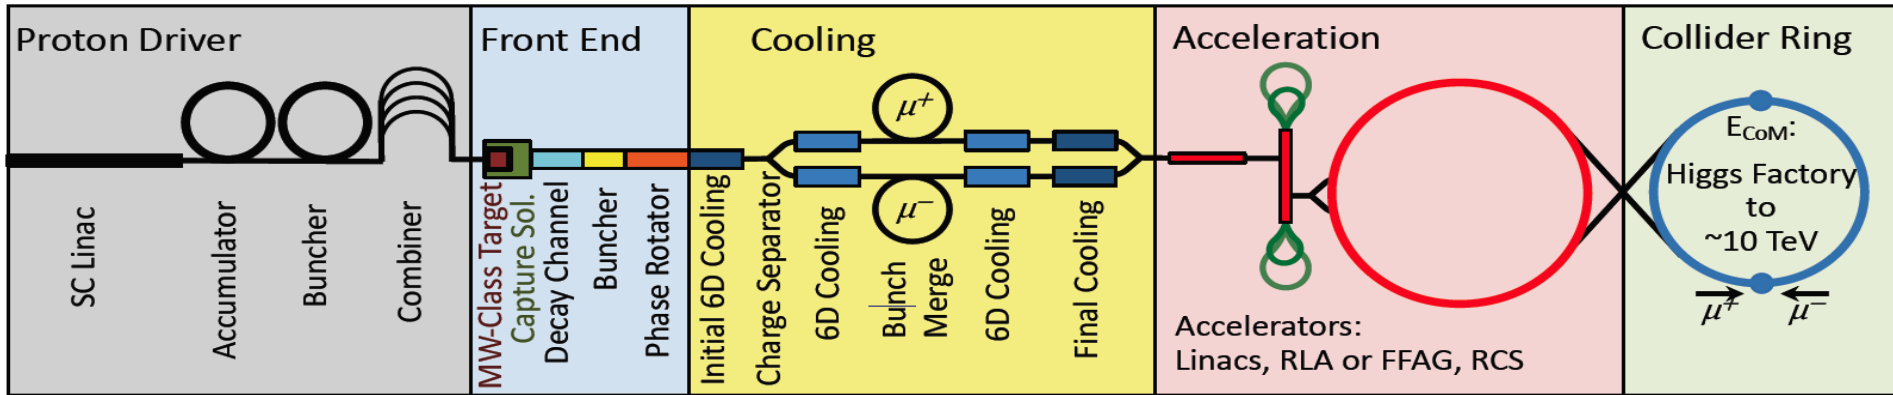 Proton Driver
SC Linac
Accumulator
Buncher
Combiner
Front End
MW-Class Target
Capture Sol.
Decay Channel
Buncher
Phase Rotator
Cooling
μ+
μ−
Initial 6D Cooling
Charge Separator
6D Cooling
Bunch
Merge
6D Cooling
Final Cooling
Acceleration
Accelerators:
Linacs, RLA or FFAG, RCS
Collider Ring
ECoM:
Higgs Factory
to
~10 TeV
μ+ μ−